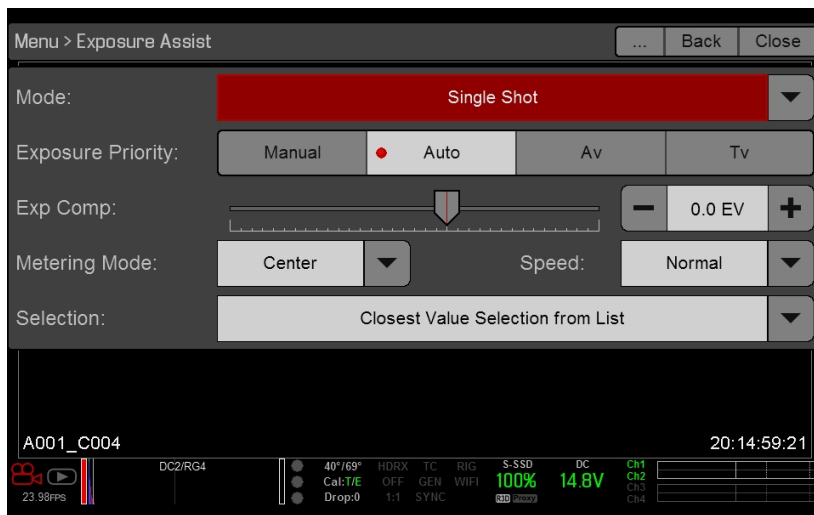 Menu > Exposure Assist ... Back Close
Mode: Single Shot
Exposure Priority: Manual Auto Av Tv
Exp Comp: 0.0 EV
Metering Mode: Center Speed: Normal
Selection: Closest Value Selection from List
A001_C004 20:14:59:21
DC2/RG4 40°/69° HDRX TC RIG S-SSD DC Ch1
Cal:T/E OFF GEN WIFI 100% 14.8V Ch2
23.98FPS Drop:0 1:1 SYNC R3D Proxy Ch3
Ch4